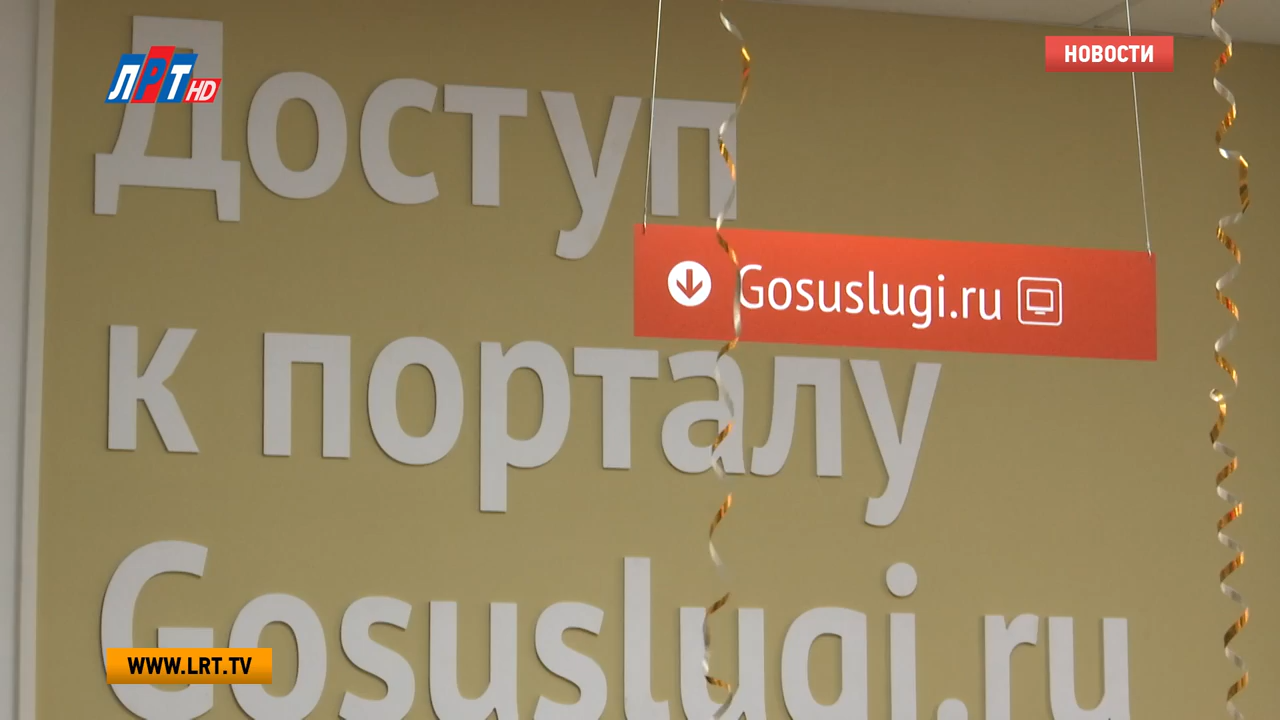 ЛРТ HD
НОВОСТИ
Доступ
Gosuslugi.ru
к порталу
Gosuslugi.ru
WWW.LRT.TV